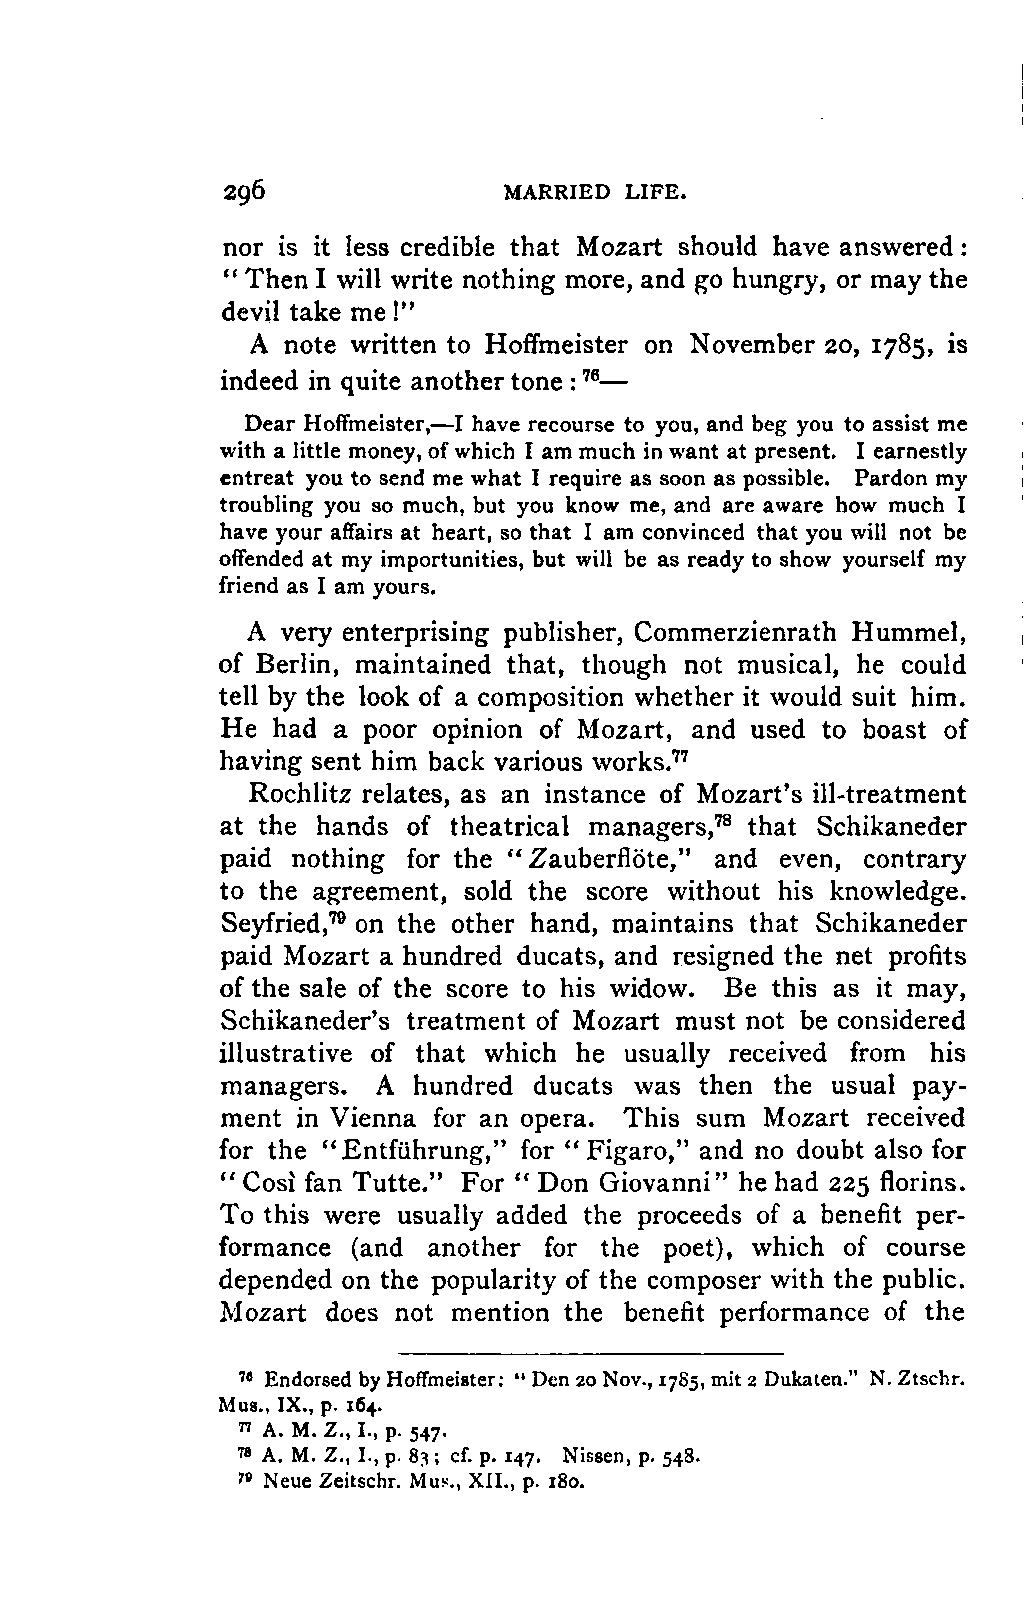 296 MARRIED LIFE.
nor is it less credible that Mozart should have answered:
“Then I will write nothing more, and go hungry, or may the
devil take me!”
A note written to Hoffmeister on November 20, 1785, is
indeed in quite another tone:⁷⁶—
Dear Hoffmeister,—I have recourse to you, and beg you to assist me
with a little money, of which I am much in want at present. I earnestly
entreat you to send me what I require as soon as possible. Pardon my
troubling you so much, but you know me, and are aware how much I
have your affairs at heart, so that I am convinced that you will not be
offended at my importunities, but will be as ready to show yourself my
friend as I am yours.
A very enterprising publisher, Commerzienrath Hummel,
of Berlin, maintained that, though not musical, he could
tell by the look of a composition whether it would suit him.
He had a poor opinion of Mozart, and used to boast of
having sent him back various works.⁷⁷
Rochlitz relates, as an instance of Mozart’s ill-treatment
at the hands of theatrical managers,⁷⁸ that Schikaneder
paid nothing for the “Zauberflöte,” and even, contrary
to the agreement, sold the score without his knowledge.
Seyfried,⁷⁹ on the other hand, maintains that Schikaneder
paid Mozart a hundred ducats, and resigned the net profits
of the sale of the score to his widow. Be this as it may,
Schikaneder’s treatment of Mozart must not be considered
illustrative of that which he usually received from his
managers. A hundred ducats was then the usual pay-
ment in Vienna for an opera. This sum Mozart received
for the “Entführung,” for “Figaro,” and no doubt also for
“Così fan Tutte.” For “Don Giovanni” he had 225 florins.
To this were usually added the proceeds of a benefit per-
formance (and another for the poet), which of course
depended on the popularity of the composer with the public.
Mozart does not mention the benefit performance of the
⁷⁶ Endorsed by Hoffmeister: “Den 20 Nov., 1785, mit 2 Dukaten.” N. Ztschr.
Mus., IX., p. 164.
⁷⁷ A. M. Z., I., p. 547.
⁷⁸ A. M. Z., I., p. 83; cf. p. 147. Nissen, p. 548.
⁷⁹ Neue Zeitschr. Mus., XII., p. 180.